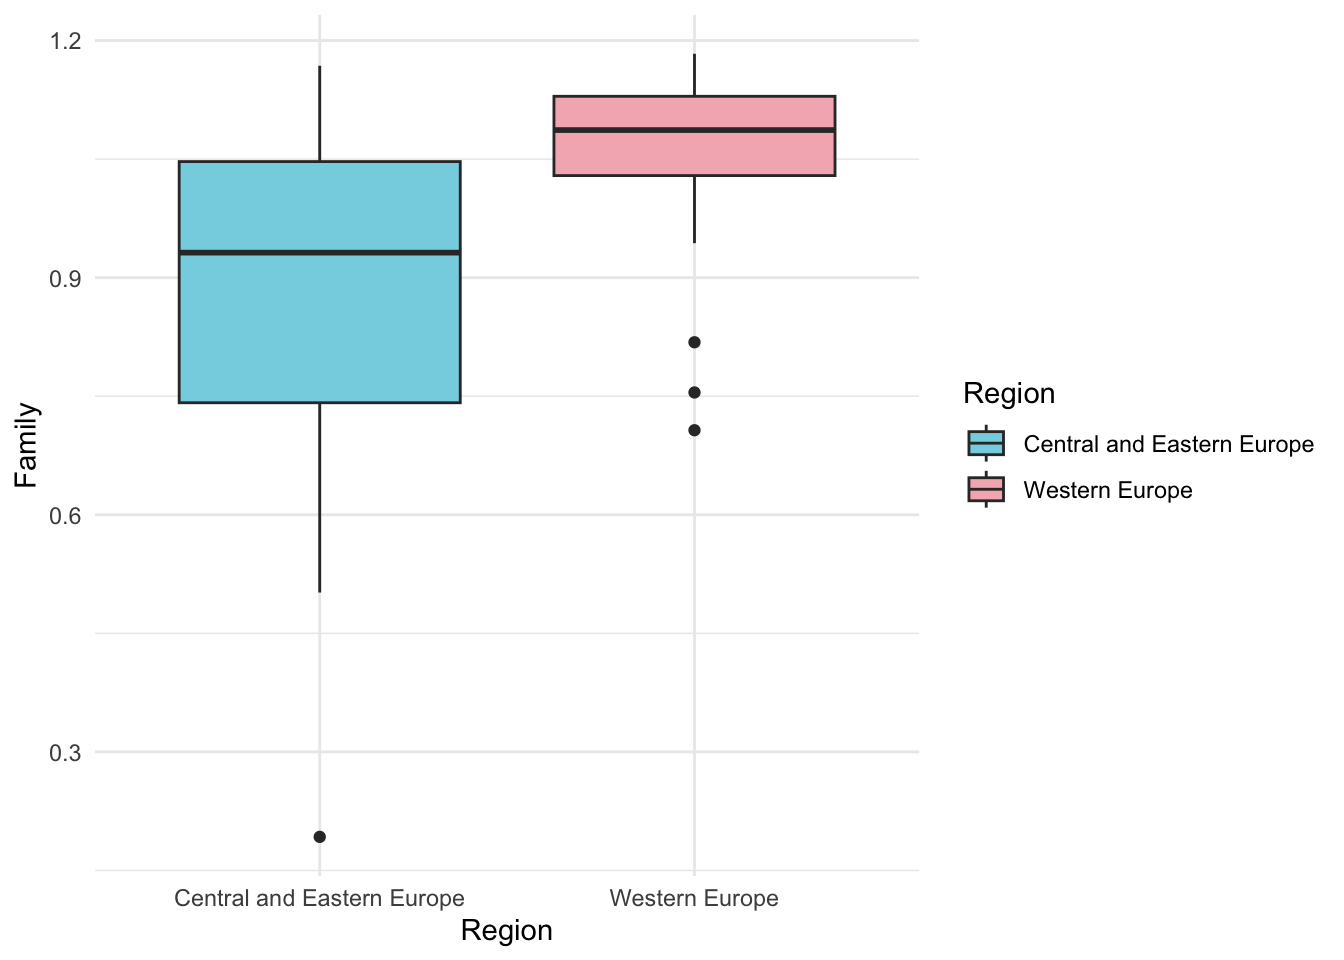 1.2
0.9
0.6
0.3
Family
Central and Eastern Europe
Western Europe
Region
Region
Central and Eastern Europe
Western Europe